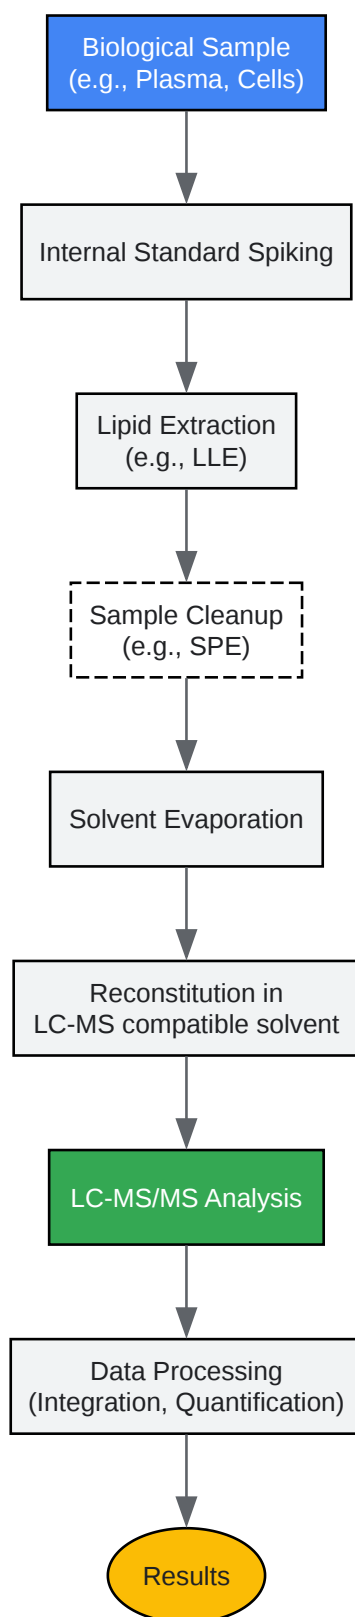 Biological Sample
(e.g., Plasma, Cells)
Internal Standard Spiking
Lipid Extraction
(e.g., LLE)
Sample Cleanup
(e.g., SPE)
Solvent Evaporation
Reconstitution in
LC-MS compatible solvent
LC-MS/MS Analysis
Data Processing
(Integration, Quantification)
Results